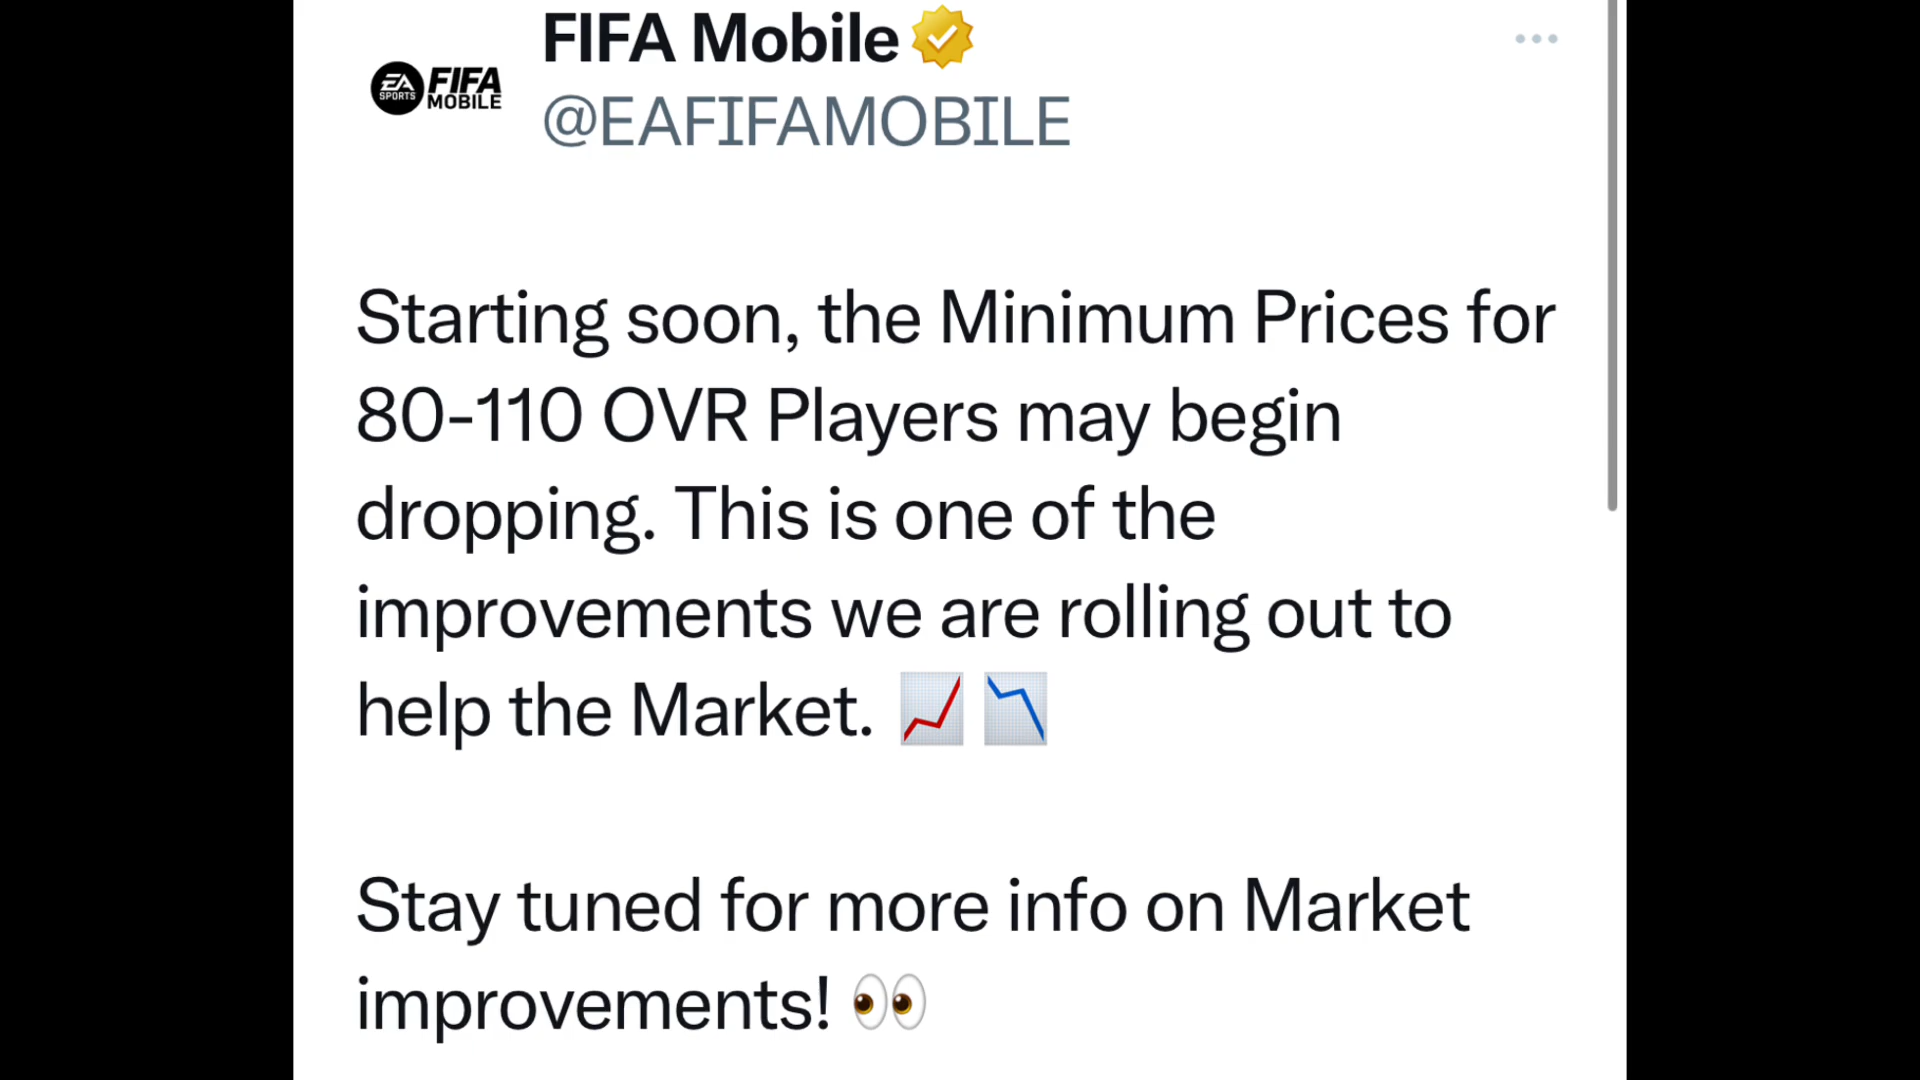 FIFA Mobile
EA SPORTS FIFA MOBILE
@EAFIFAMOBILE
Starting soon, the Minimum Prices for
80-110 OVR Players may begin
dropping. This is one of the
improvements we are rolling out to
help the Market. 📈 📉
Stay tuned for more info on Market
improvements! 👀